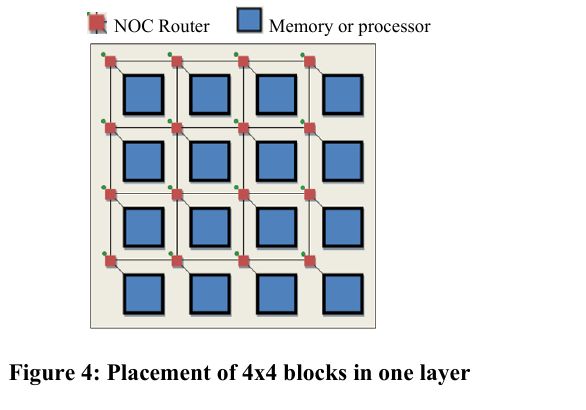 NOC Router
Memory or processor
Figure 4: Placement of 4x4 blocks in one layer